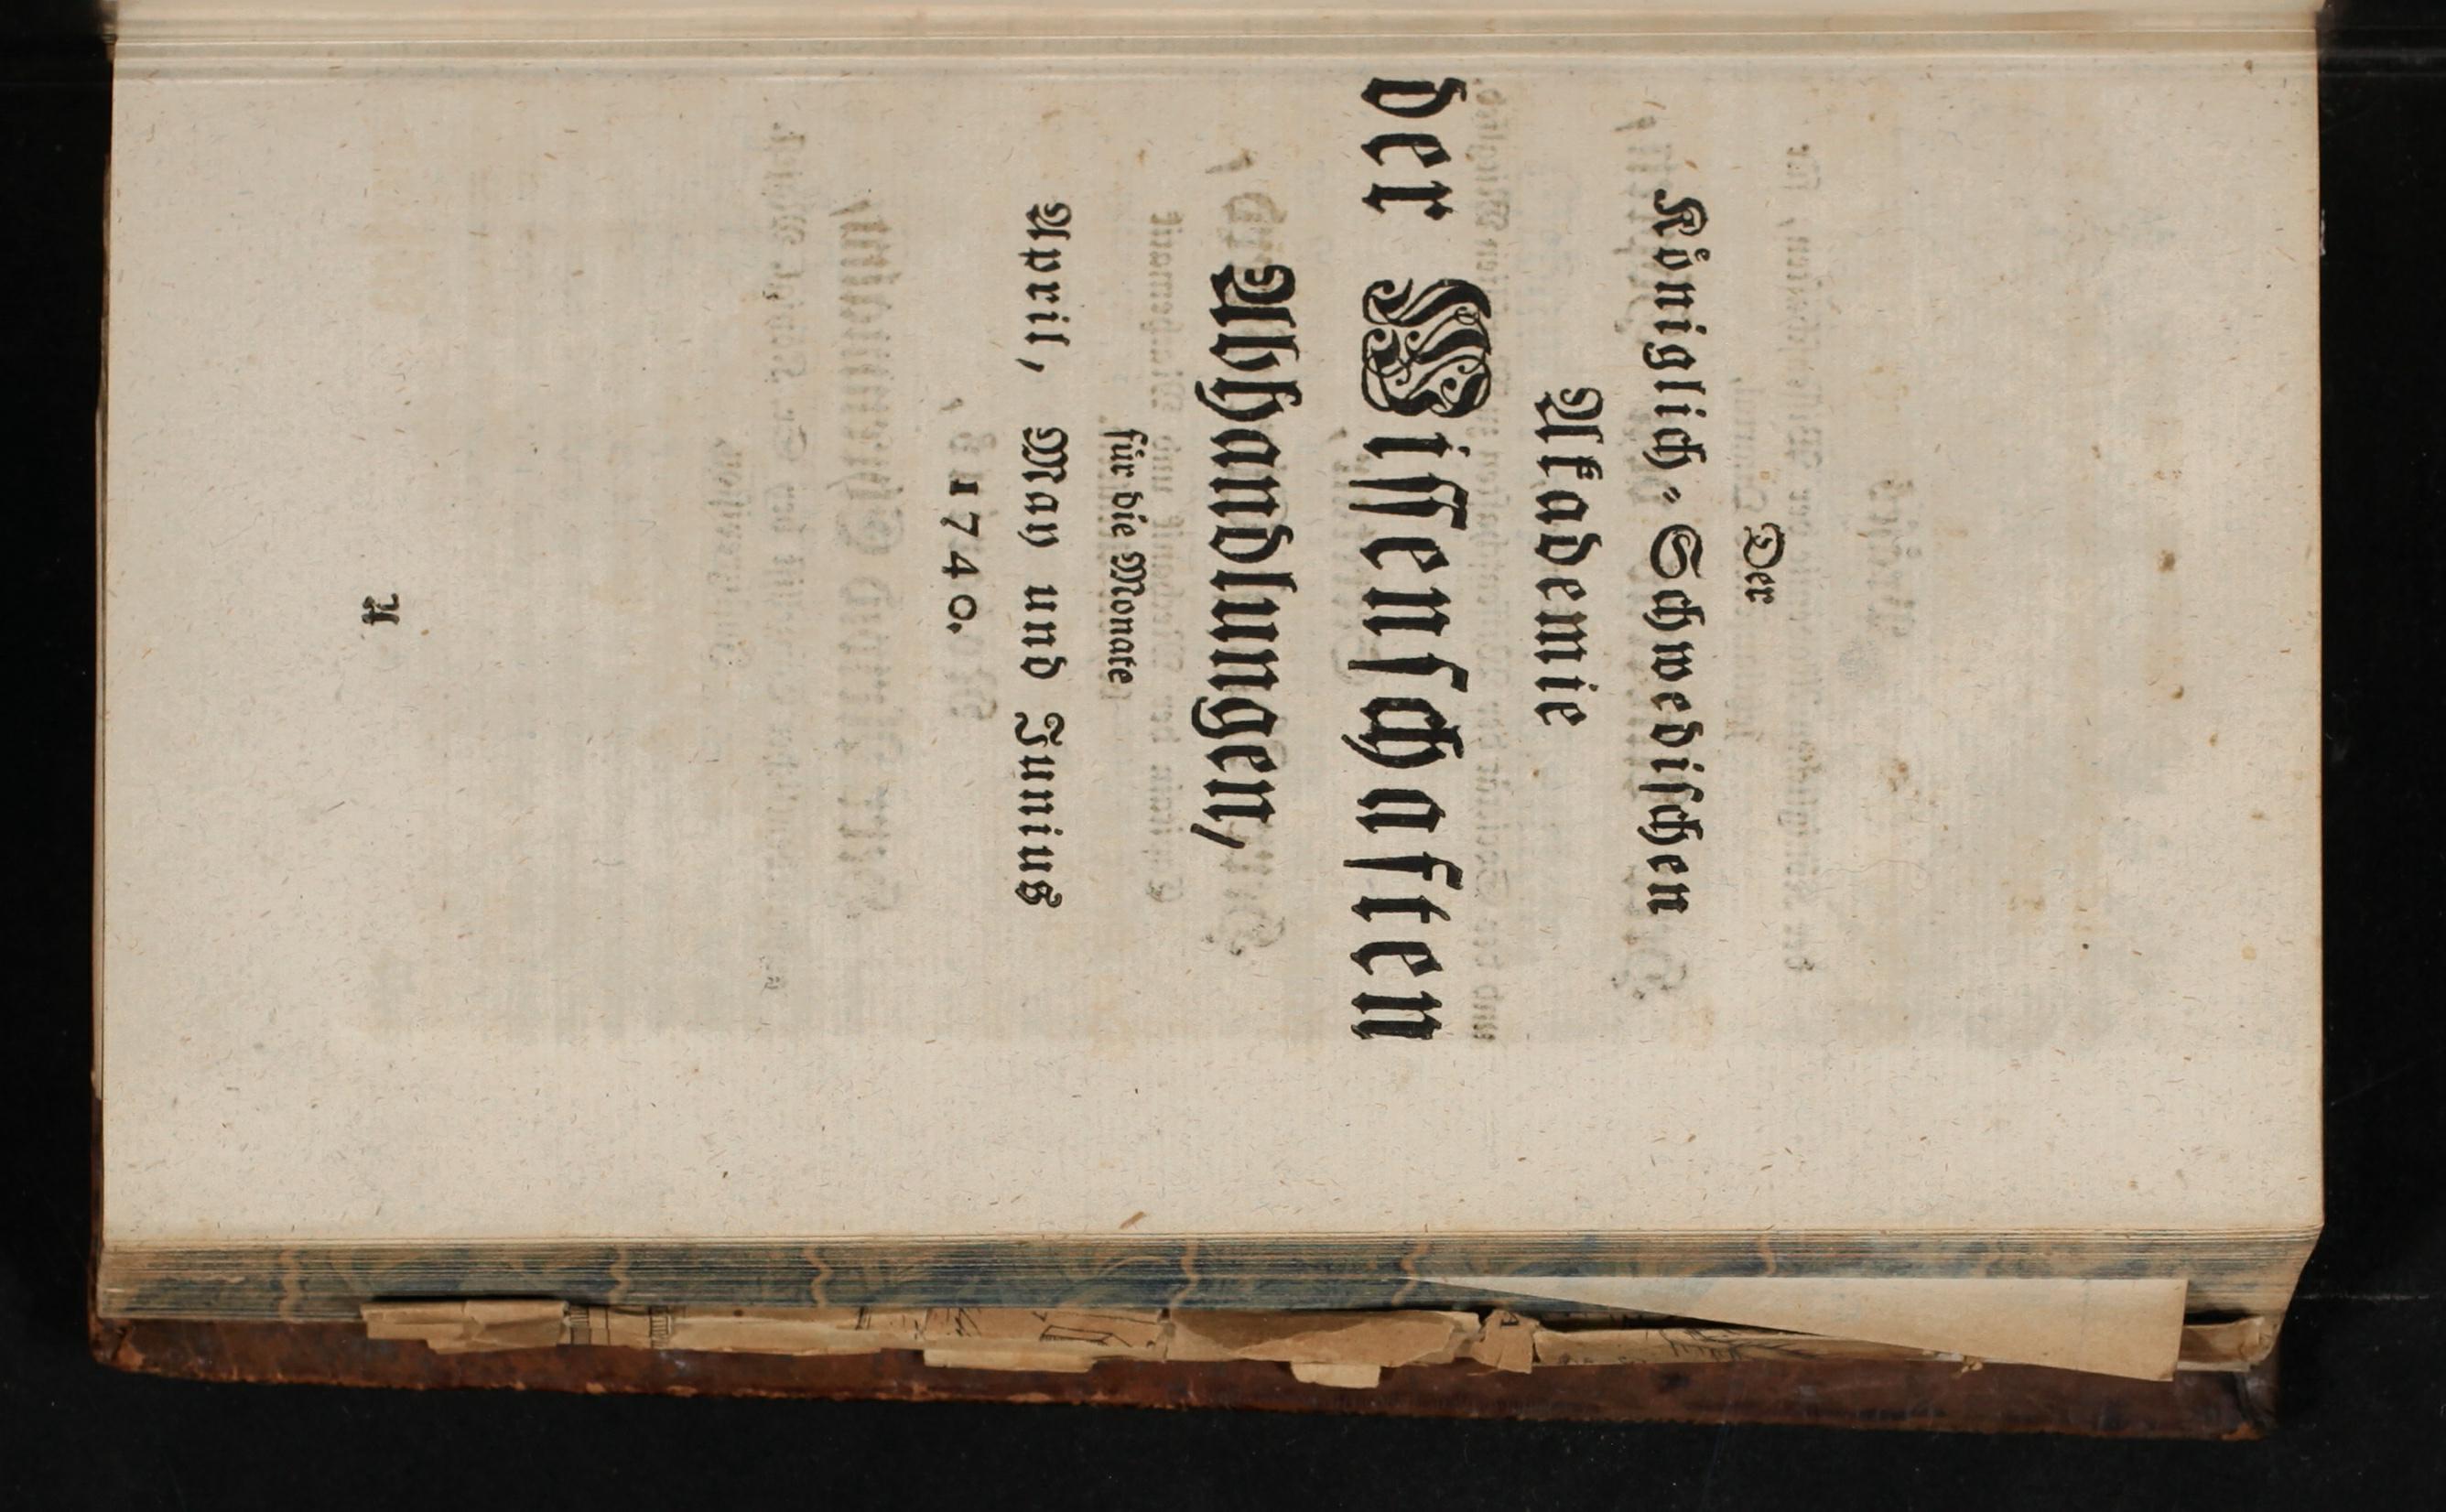 Der
Königlich-Schwedischen
Akademie
der Wissenschaften
Abhandlungen,
für die Monate
April, May und Junius
1740.